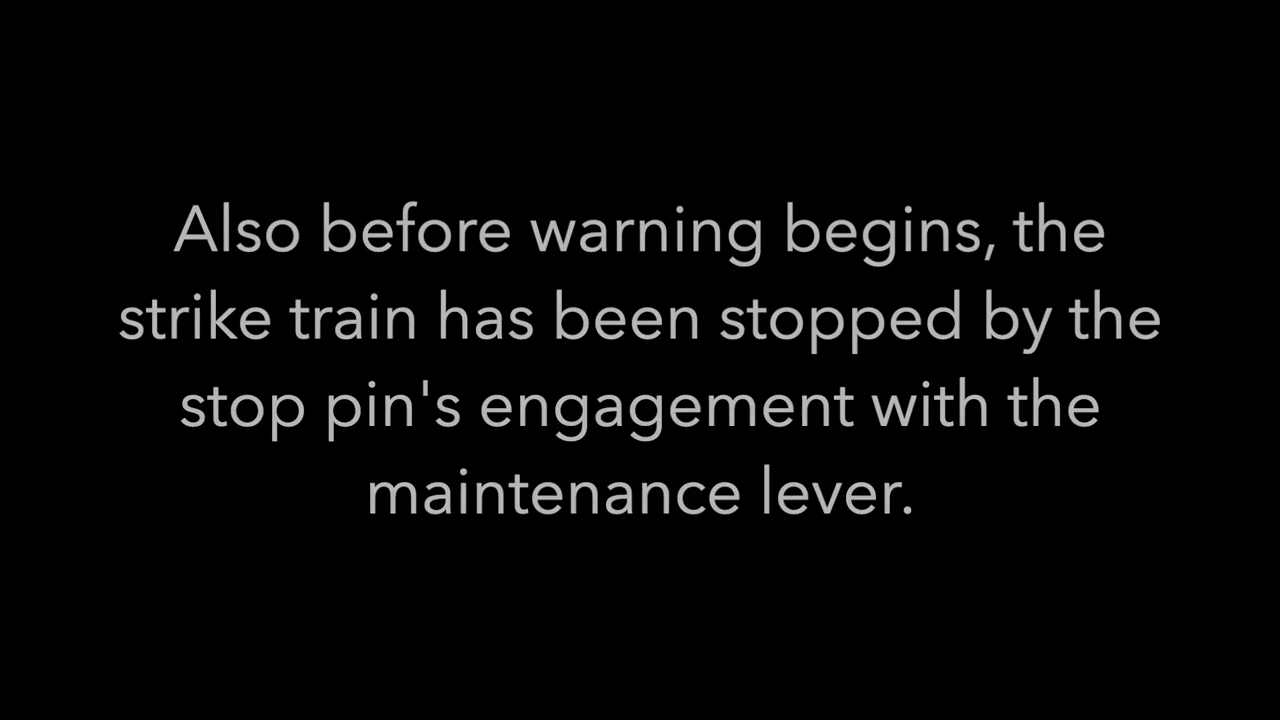 Also before warning begins, the
strike train has been stopped by the
stop pin's engagement with the
maintenance lever.